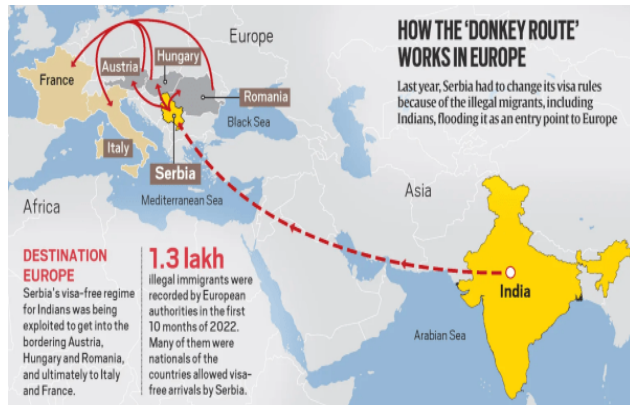 HOW THE ‘DONKEY ROUTE’
WORKS IN EUROPE
Last year, Serbia had to change its visa rules
because of the illegal migrants, including
Indians, flooding it as an entry point to Europe
Europe
Hungary
Austria
France
Romania
Black Sea
Italy
Serbia
Mediterranean Sea
Africa
Asia
India
Arabian Sea
DESTINATION
EUROPE
Serbia's visa-free regime
for Indians was being
exploited to get into the
bordering Austria,
Hungary and Romania,
and ultimately to Italy
and France.
1.3 lakh
illegal immigrants were
recorded by European
authorities in the first
10 months of 2022.
Many of them were
nationals of the
countries allowed visa-
free arrivals by Serbia.